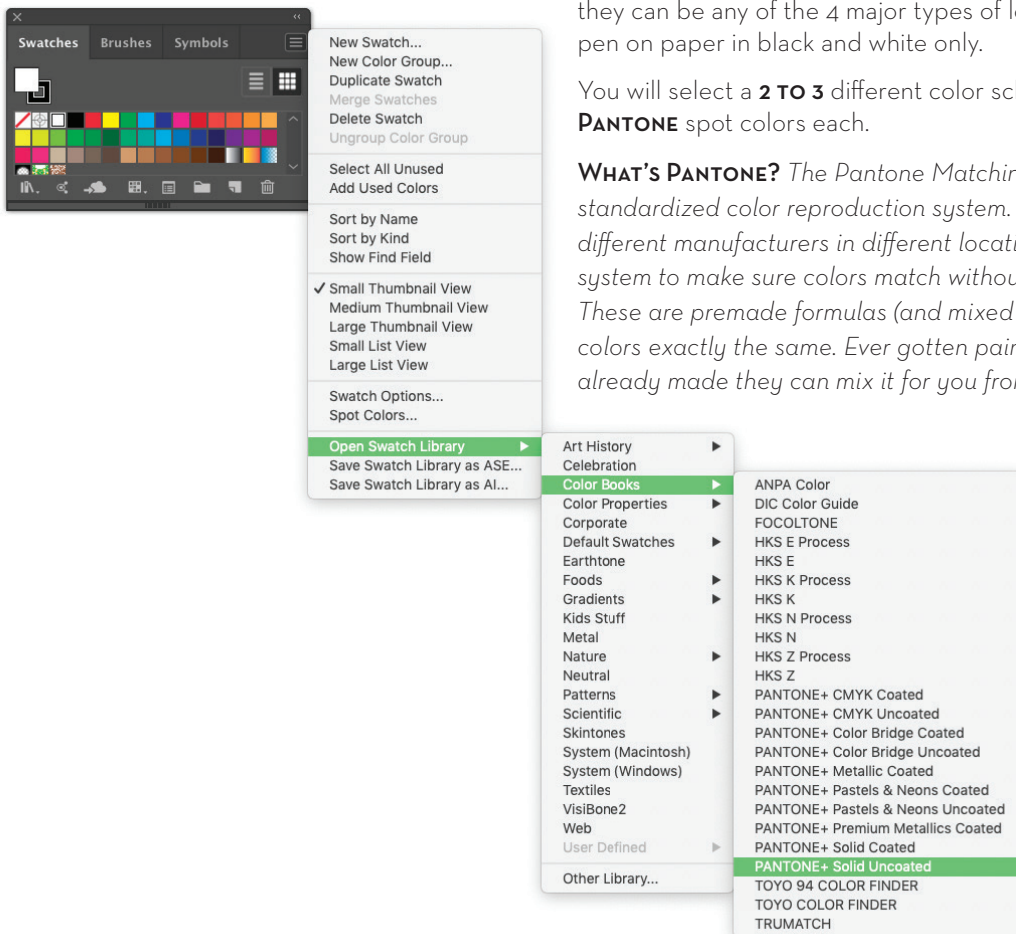 Swatches Brushes Symbols
New Swatch...
New Color Group...
Duplicate Swatch
Merge Swatches
Delete Swatch
Ungroup Color Group
Select All Unused
Add Used Colors
Sort by Name
Sort by Kind
Show Find Field
✓ Small Thumbnail View
Medium Thumbnail View
Large Thumbnail View
Small List View
Large List View
Swatch Options...
Spot Colors...
Open Swatch Library
Save Swatch Library as ASE...
Save Swatch Library as AI...
Art History
Celebration
Color Books
Color Properties
Corporate
Default Swatches
Earthtone
Foods
Gradients
Kids Stuff
Metal
Nature
Neutral
Patterns
Scientific
Skintones
System (Macintosh)
System (Windows)
Textiles
VisiBone2
Web
User Defined
Other Library...
ANPA Color
DIC Color Guide
FOCOLTONE
HKS E Process
HKS E
HKS K Process
HKS K
HKS N Process
HKS N
HKS Z Process
HKS Z
PANTONE+ CMYK Coated
PANTONE+ CMYK Uncoated
PANTONE+ Color Bridge Coated
PANTONE+ Color Bridge Uncoated
PANTONE+ Metallic Coated
PANTONE+ Pastels & Neons Coated
PANTONE+ Pastels & Neons Uncoated
PANTONE+ Premium Metallics Coated
PANTONE+ Solid Coated
PANTONE+ Solid Uncoated
TOYO 94 COLOR FINDER
TOYO COLOR FINDER
TRUMATCH
they can be any of the 4 major types of
pen on paper in black and white only.
You will select a 2 TO 3 different color
PANTONE spot colors each.
WHAT'S PANTONE? The Pantone
standardized color reproduction system.
different manufacturers in different
system to make sure colors match
These are premade formulas (and mixed
colors exactly the same. Ever gotten
already made they can mix it for you